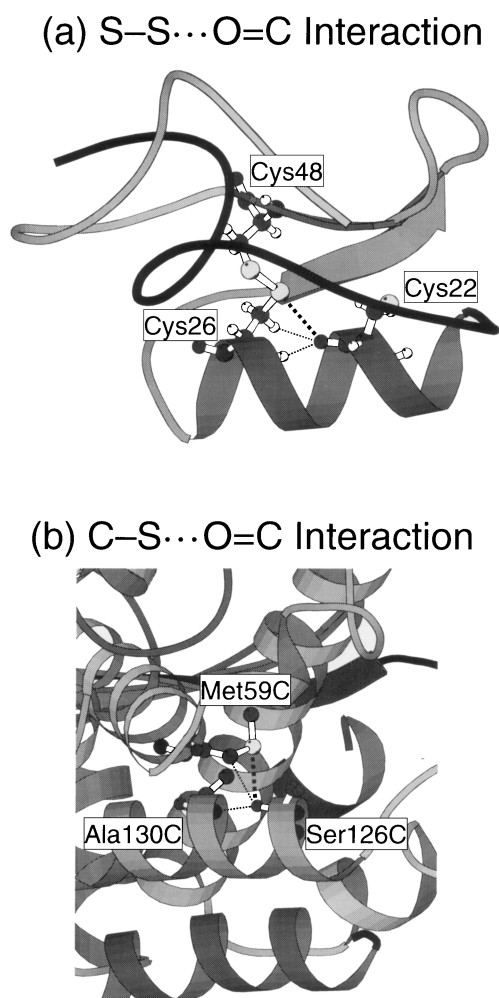 (a) S–S···O=C Interaction
Cys48
Cys22
Cys26
(b) C–S···O=C Interaction
Met59C
Ala130C
Ser126C